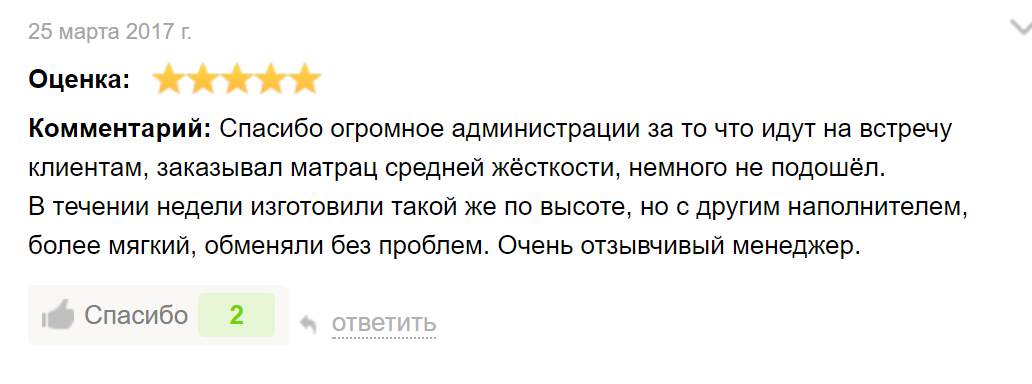 25 марта 2017 г.
Оценка:
Комментарий: Спасибо огромное администрации за то что идут на встречу
клиентам, заказывал матрац средней жёсткости, немного не подошёл.
В течении недели изготовили такой же по высоте, но с другим наполнителем,
более мягкий, обменяли без проблем. Очень отзывчивый менеджер.
Спасибо 2 ответить